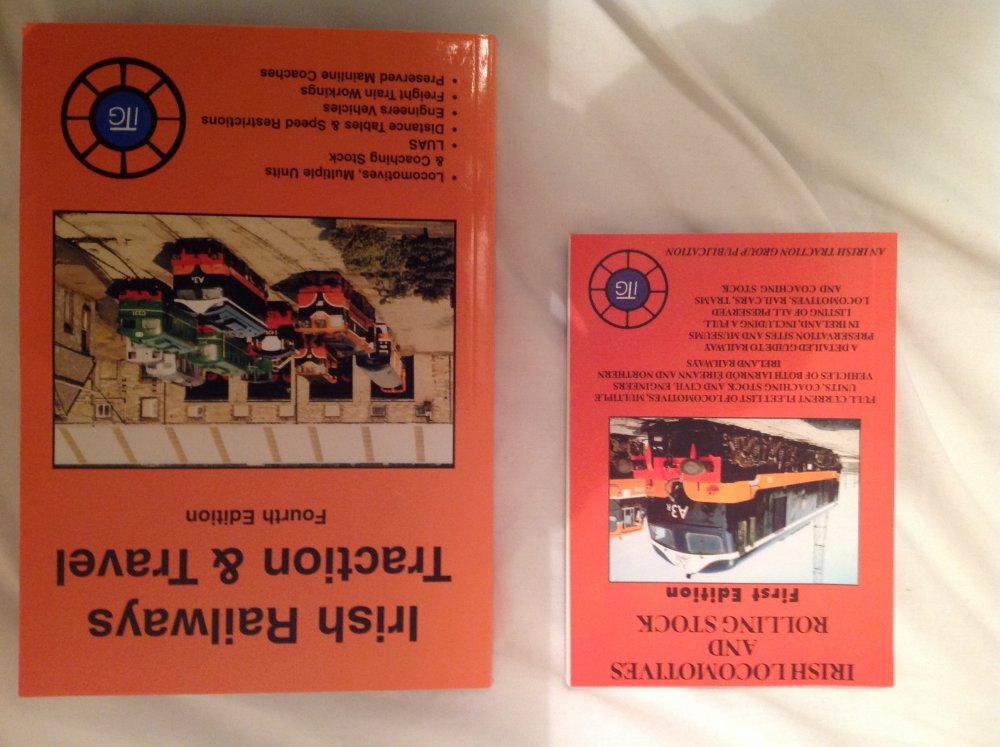 Irish Railways
Traction & Travel
Fourth Edition
A3R
C231
• Locomotives, Multiple Units
& Coaching Stock
• LUAS
• Distance Tables & Speed Restrictions
• Engineers Vehicles
• Freight Train Workings
• Preserved Mainline Coaches
ITG
IRISH LOCOMOTIVES
AND
ROLLING STOCK
First Edition
A3R
FULL CURRENT FLEET LIST OF LOCOMOTIVES, MULTIPLE
UNITS, COACHING STOCK AND CIVIL ENGINEERS
VEHICLES OF BOTH IARNRÓD ÉIREANN AND NORTHERN
IRELAND RAILWAYS
A DETAILED GUIDE TO RAILWAY
PRESERVATION SITES AND MUSEUMS
IN IRELAND, INCLUDING A FULL
LISTING OF ALL PRESERVED
LOCOMOTIVES, RAILCARS, TRAMS
AND COACHING STOCK
ITG
AN IRISH TRACTION GROUP PUBLICATION